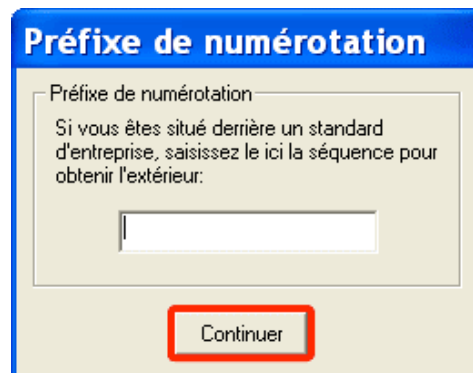 Préfixe de numérotation
Préfixe de numérotation
Si vous êtes situé derrière un standard
d'entreprise, saisissez le ici la séquence pour
obtenir l'extérieur:
Continuer